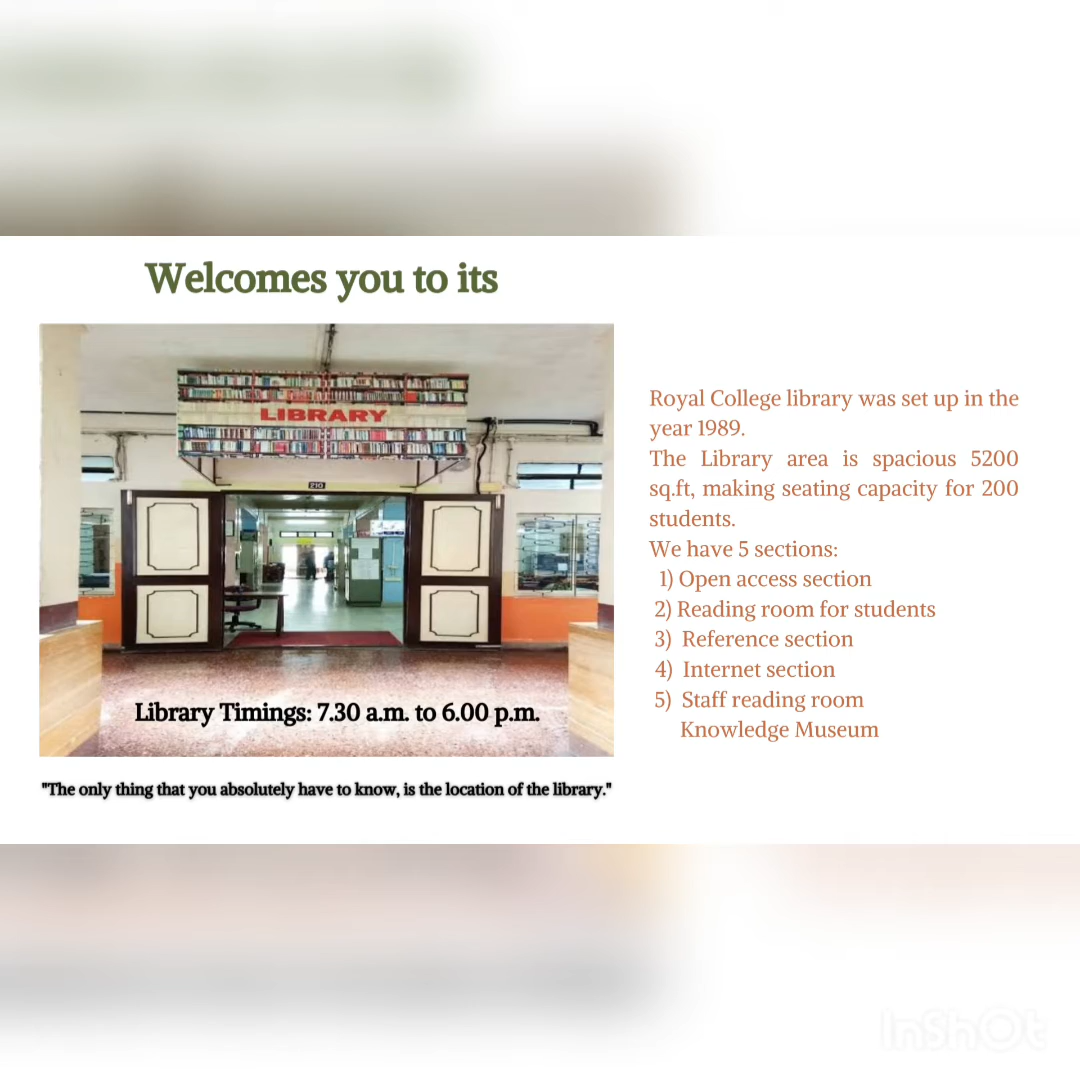 Welcomes you to its
LIBRARY
210
Library Timings: 7.30 a.m. to 6.00 p.m.
"The only thing that you absolutely have to know, is the location of the library."
Royal College library was set up in the
year 1989.
The Library area is spacious 5200
sq.ft, making seating capacity for 200
students.
We have 5 sections:
1) Open access section
2) Reading room for students
3) Reference section
4) Internet section
5) Staff reading room
Knowledge Museum
InShOt